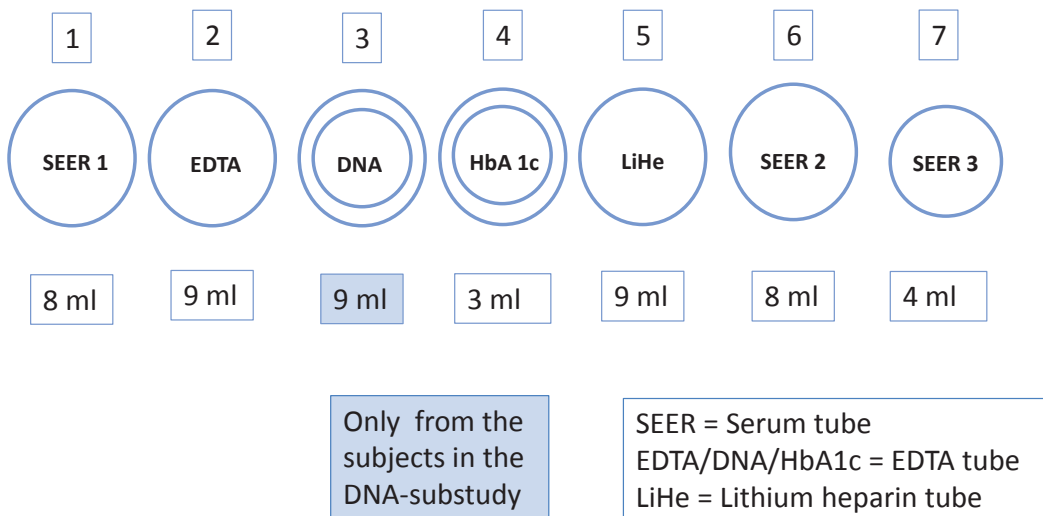 1 2 3 4 5 6 7
SEER 1 EDTA DNA HbA 1c LiHe SEER 2 SEER 3
8 ml 9 ml 9 ml 3 ml 9 ml 8 ml 4 ml
Only from the
subjects in the
DNA-substudy
SEER = Serum tube
EDTA/DNA/HbA1c = EDTA tube
LiHe = Lithium heparin tube